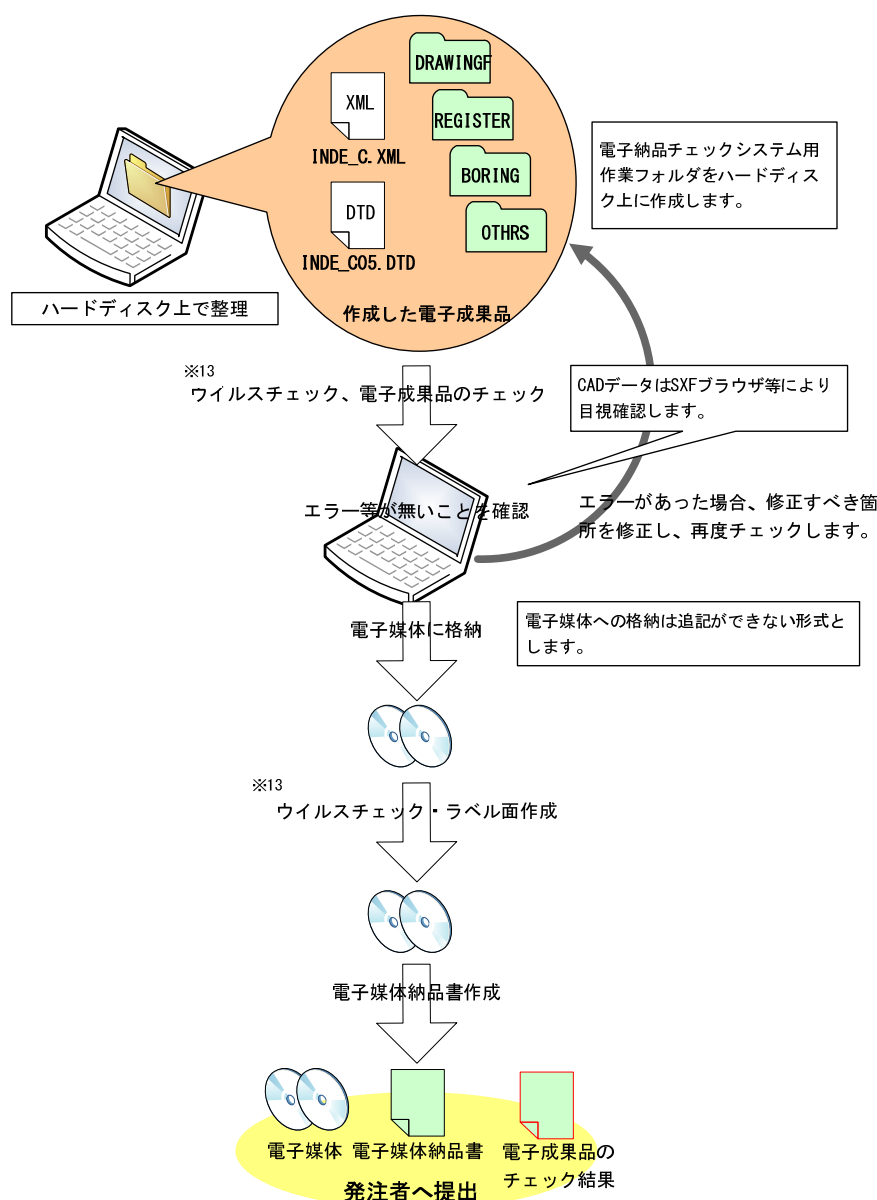 DRAWINGF
XML
REGISTER
INDE_C.XML
BORING
DTD
OTHRS
INDE_C05.DTD
作成した電子成果品
ハードディスク上で整理
電子納品チェックシステム用
作業フォルダをハードディス
ク上に作成します。
※13
ウイルスチェック、電子成果品のチェック
CADデータはSXFブラウザ等により
目視確認します。
エラー等が無いことを確認
エラーがあった場合、修正すべき箇
所を修正し、再度チェックします。
電子媒体に格納
電子媒体への格納は追記ができない形式と
します。
※13
ウイルスチェック・ラベル面作成
電子媒体納品書作成
電子媒体
電子媒体納品書
電子成果品の
チェック結果
発注者へ提出